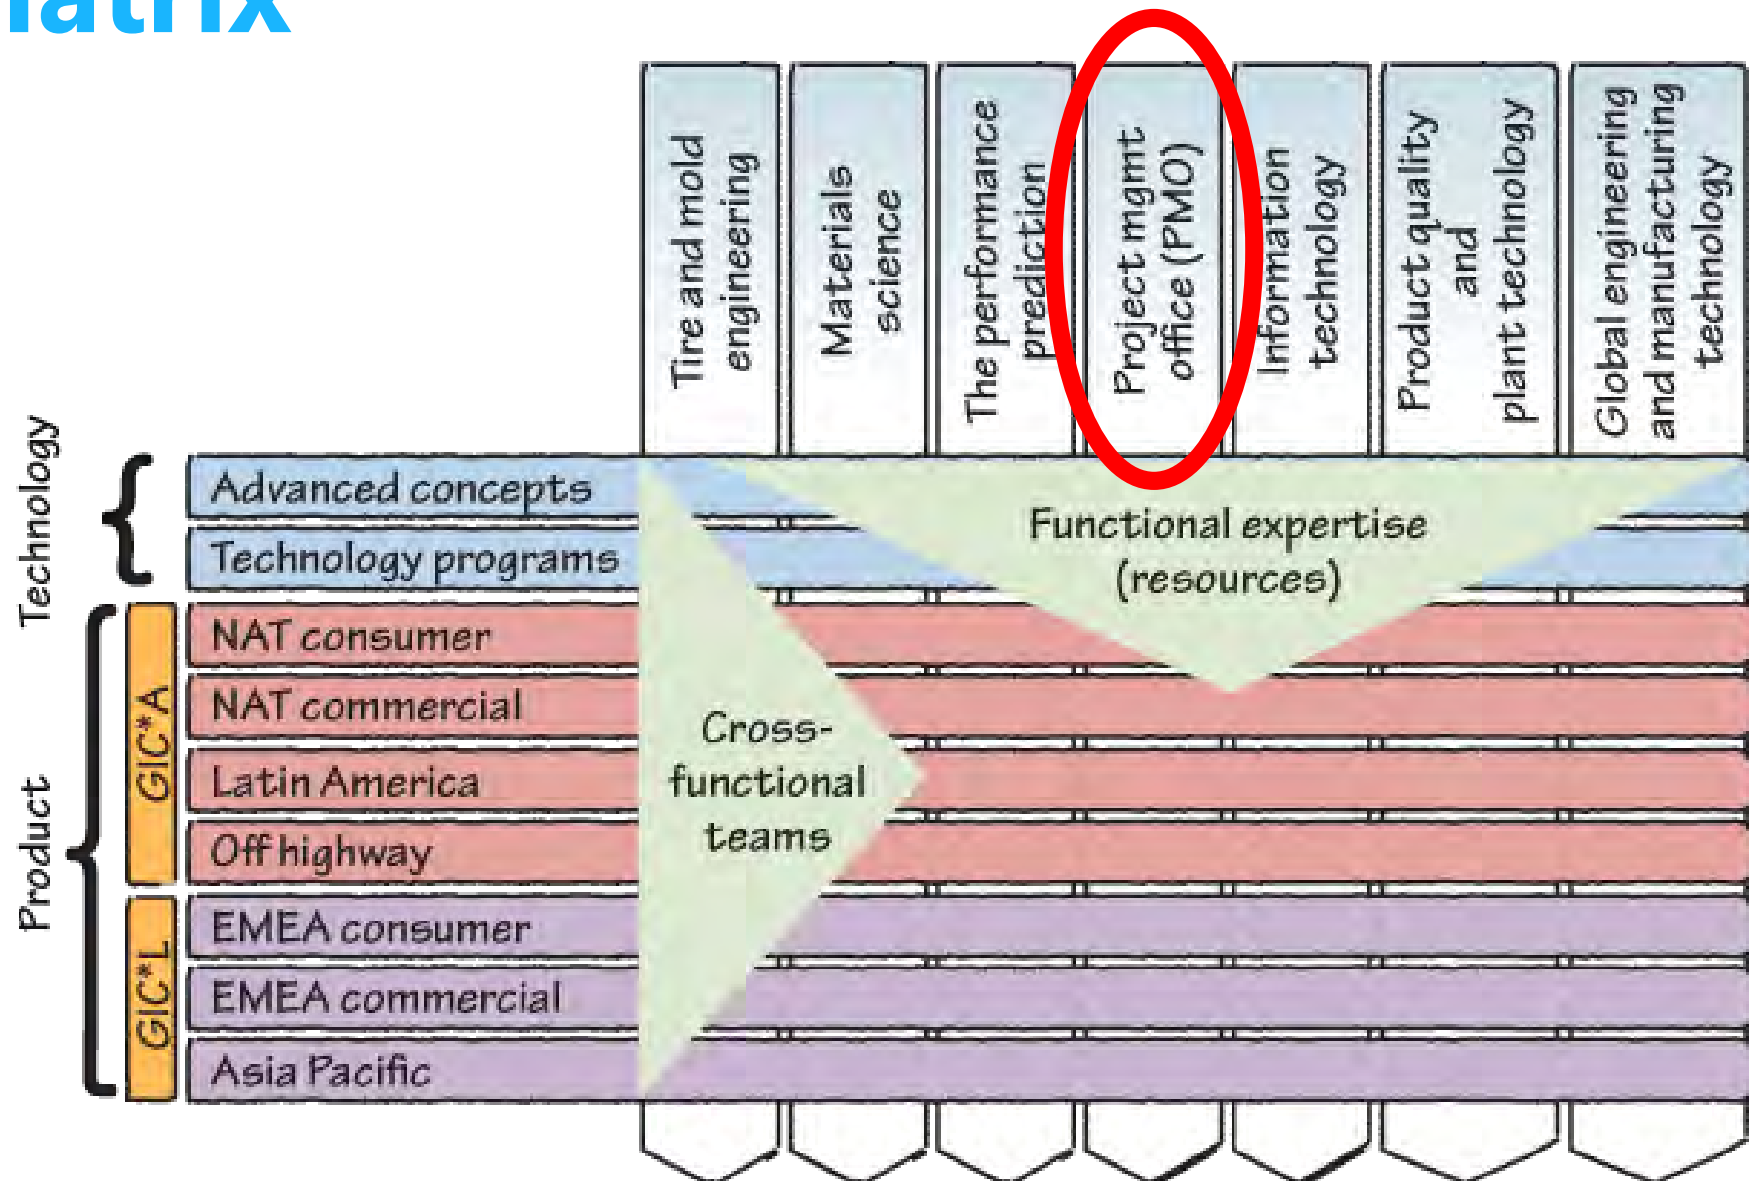 latrix
Tire and mold
engineering
Materials
science
The performance
prediction
Project mgmt
office (PMO)
Information
technology
Product quality
and
plant technology
Global engineering
and manufacturing
technology
Technology
Advanced concepts
Technology programs
Functional expertise
(resources)
Product
GIC*A
NAT consumer
NAT commercial
Latin America
Off highway
Cross-
functional
teams
GIC*L
EMEA consumer
EMEA commercial
Asia Pacific